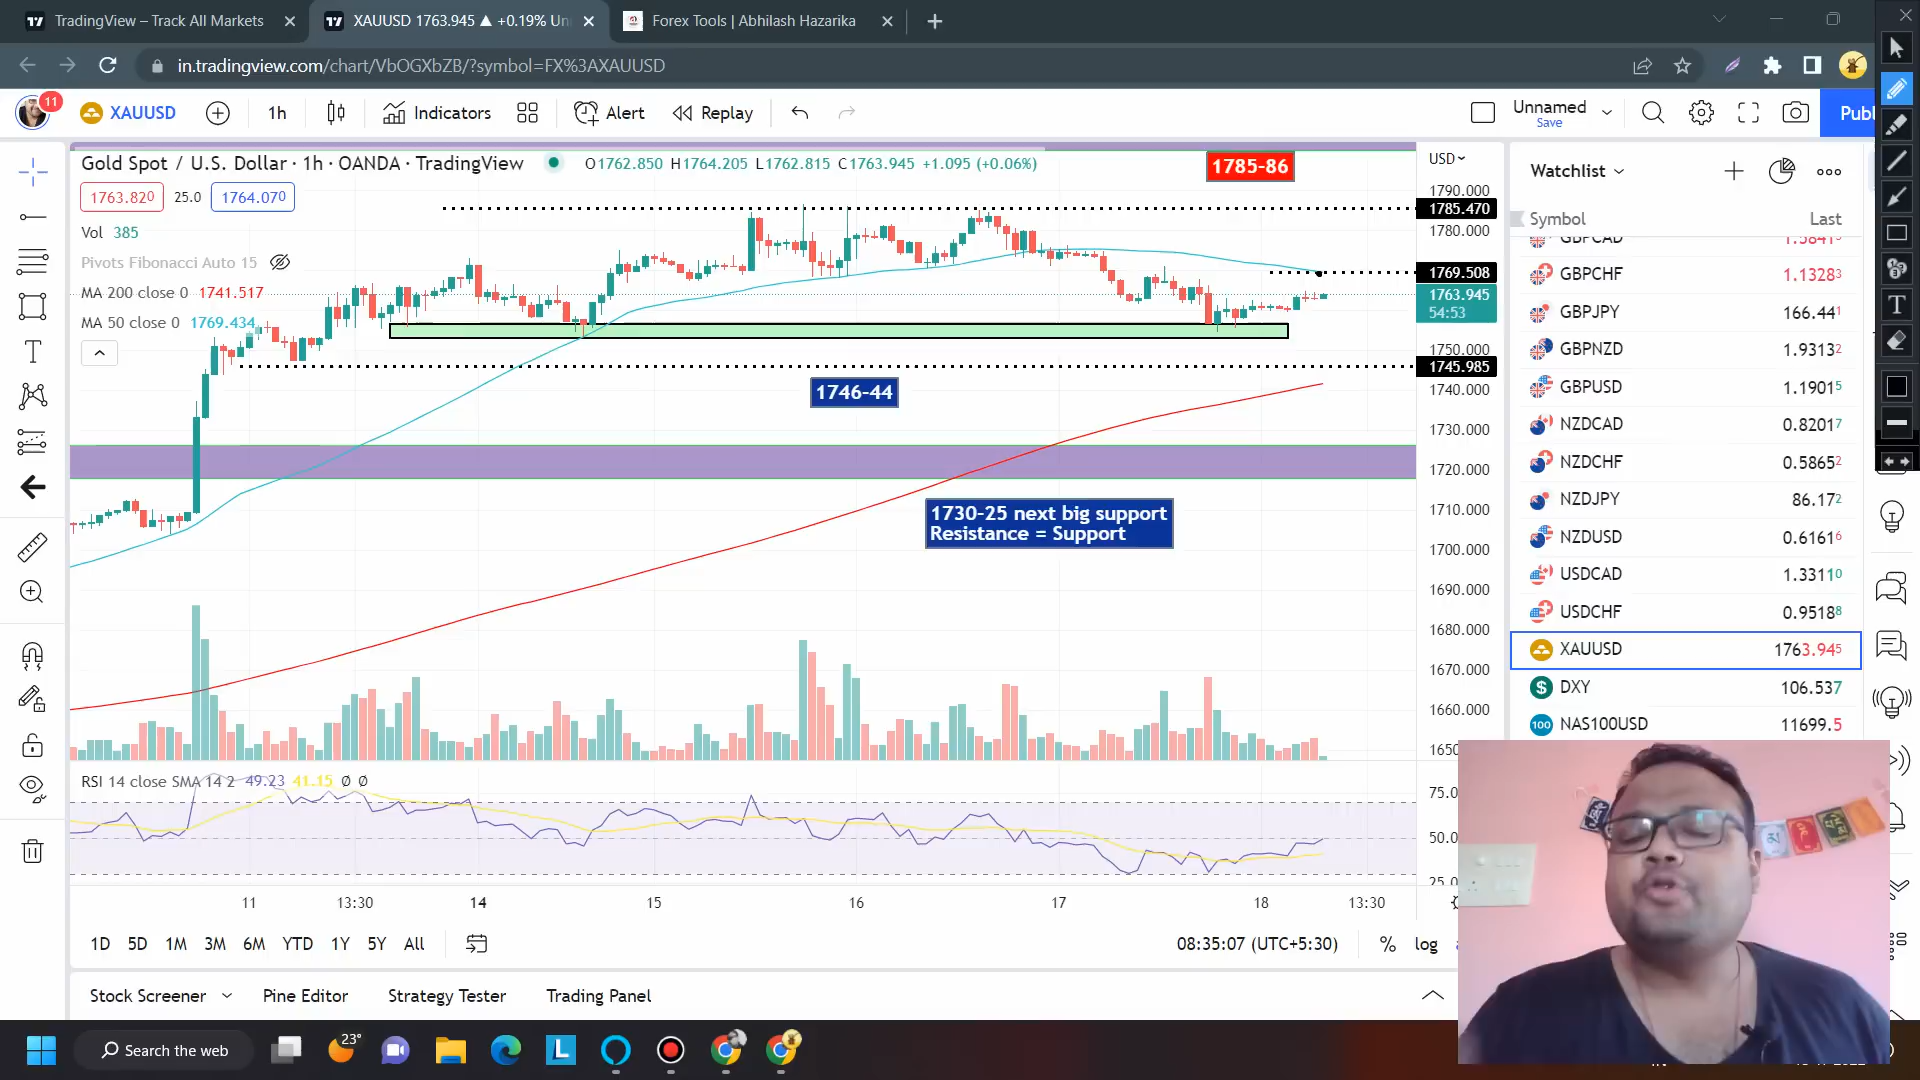 TradingView – Track All Markets
XAUUSD 1763.945 ▲ +0.19% Un
Forex Tools | Abhilash Hazarika
in.tradingview.com/chart/VbOGXbZB/?symbol=FX%3AXAUUSD
11
XAUUSD
1h
Indicators
Alert
Replay
Unnamed
Save
Publ
Gold Spot / U.S. Dollar · 1h · OANDA · TradingView
O1762.850 H1764.205 L1762.815 C1763.945 +1.095 (+0.06%)
1763.820
25.0
1764.070
Vol 385
Pivots Fibonacci Auto 15
MA 200 close 0 1741.517
MA 50 close 0 1769.434
1785-86
1746-44
1730-25 next big support
Resistance = Support
USD
1790.000
1785.470
1780.000
1769.508
1763.945
54:53
1750.000
1745.985
1740.000
1730.000
1720.000
1710.000
1700.000
1690.000
1680.000
1670.000
1660.000
1650
RSI 14 close SMA 14 2 49.23 41.15 Ø Ø
75.0
50.0
25.0
11
13:30
14
15
16
17
18
13:30
1D 5D 1M 3M 6M YTD 1Y 5Y All
08:35:07 (UTC+5:30)
%
log
Stock Screener
Pine Editor
Strategy Tester
Trading Panel
Watchlist
Symbol
Last
GBPCAD
GBPCHF 1.13283
GBPJPY 166.441
GBPNZD 1.93132
GBPUSD 1.19015
NZDCAD 0.82017
NZDCHF 0.58652
NZDJPY 86.172
NZDUSD 0.61616
USDCAD 1.33110
USDCHF 0.95188
XAUUSD 1763.945
DXY 106.537
100
NAS100USD 11699.5
T
Search the web
23°
L